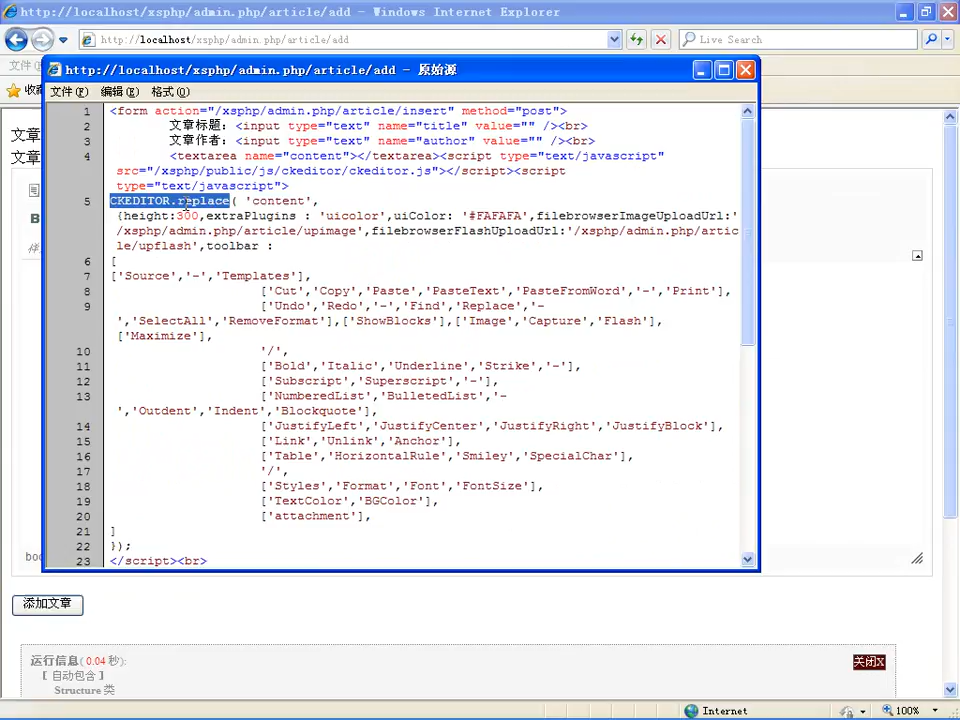 http://localhost/xsphp/admin.php/article/add - Windows Internet Explorer
http://localhost/xsphp/admin.php/article/add
Live Search
文件(F)
http://localhost/xsphp/admin.php/article/add - 原始源
文件(F) 编辑(E) 格式(O)
收藏
文章
文章
1 <form action="/xsphp/admin.php/article/insert" method="post">
2 文章标题: <input type="text" name="title" value="" /><br>
3 文章作者: <input type="text" name="author" value="" /><br>
4 <textarea name="content"></textarea><script type="text/javascript"
src="/xsphp/public/js/ckeditor/ckeditor.js"></script><script
type="text/javascript">
5 CKEDITOR.replace( 'content',
{height:300,extraPlugins : 'uicolor',uiColor: '#FAFAFA',filebrowserImageUploadUrl:'
/xsphp/admin.php/article/upimage',filebrowserFlashUploadUrl:'/xsphp/admin.php/artic
le/upflash',toolbar :
6 [
7 ['Source','-','Templates'],
8 ['Cut','Copy','Paste','PasteText','PasteFromWord','-','Print'],
9 ['Undo','Redo','-','Find','Replace','-
','SelectAll','RemoveFormat'],['ShowBlocks'],['Image','Capture','Flash'],
['Maximize'],
10 '/',
11 ['Bold','Italic','Underline','Strike','-'],
12 ['Subscript','Superscript','-'],
13 ['NumberedList','BulletedList','-
','Outdent','Indent','Blockquote'],
14 ['JustifyLeft','JustifyCenter','JustifyRight','JustifyBlock'],
15 ['Link','Unlink','Anchor'],
16 ['Table','HorizontalRule','Smiley','SpecialChar'],
17 '/',
18 ['Styles','Format','Font','FontSize'],
19 ['TextColor','BGColor'],
20 ['attachment'],
21 ]
22 });
23 </script><br>
B
样
bod
添加文章
运行信息(0.04 秒):
关闭X
[ 自动包含 ]
Structure 类
Internet
100%